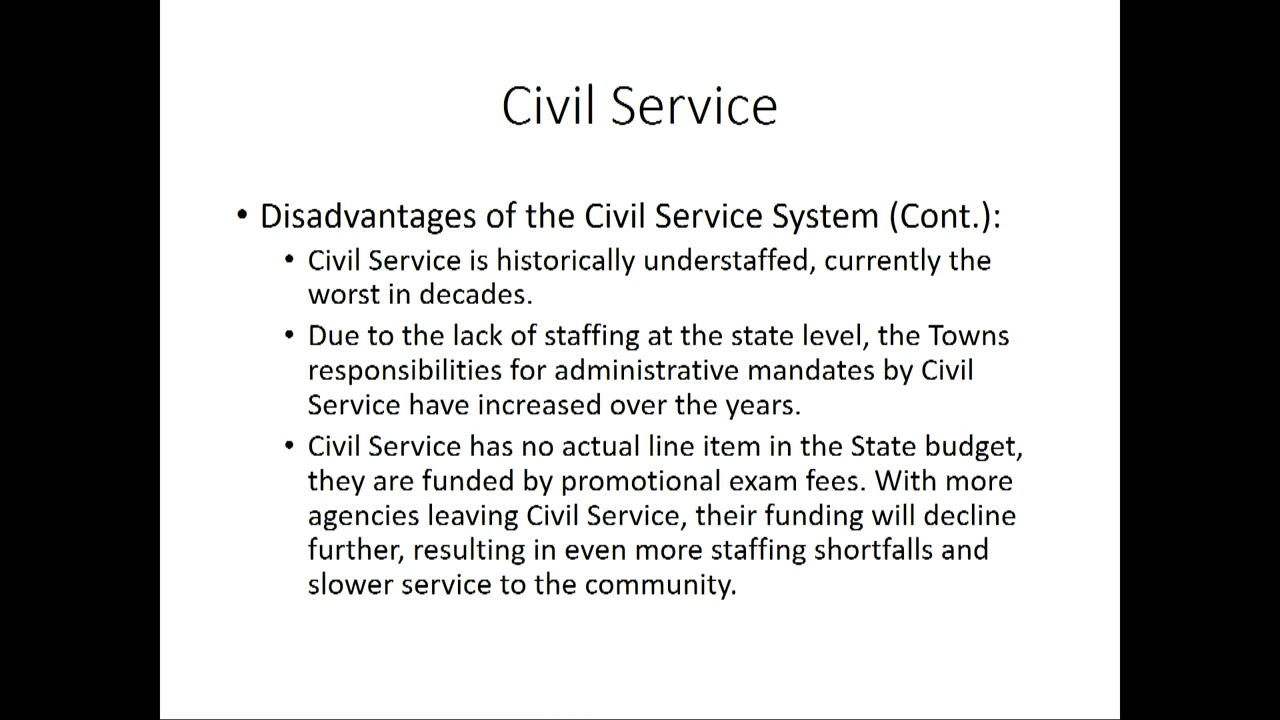 Civil Service
• Disadvantages of the Civil Service System (Cont.):
• Civil Service is historically understaffed, currently the
worst in decades.
• Due to the lack of staffing at the state level, the Towns
responsibilities for administrative mandates by Civil
Service have increased over the years.
• Civil Service has no actual line item in the State budget,
they are funded by promotional exam fees. With more
agencies leaving Civil Service, their funding will decline
further, resulting in even more staffing shortfalls and
slower service to the community.